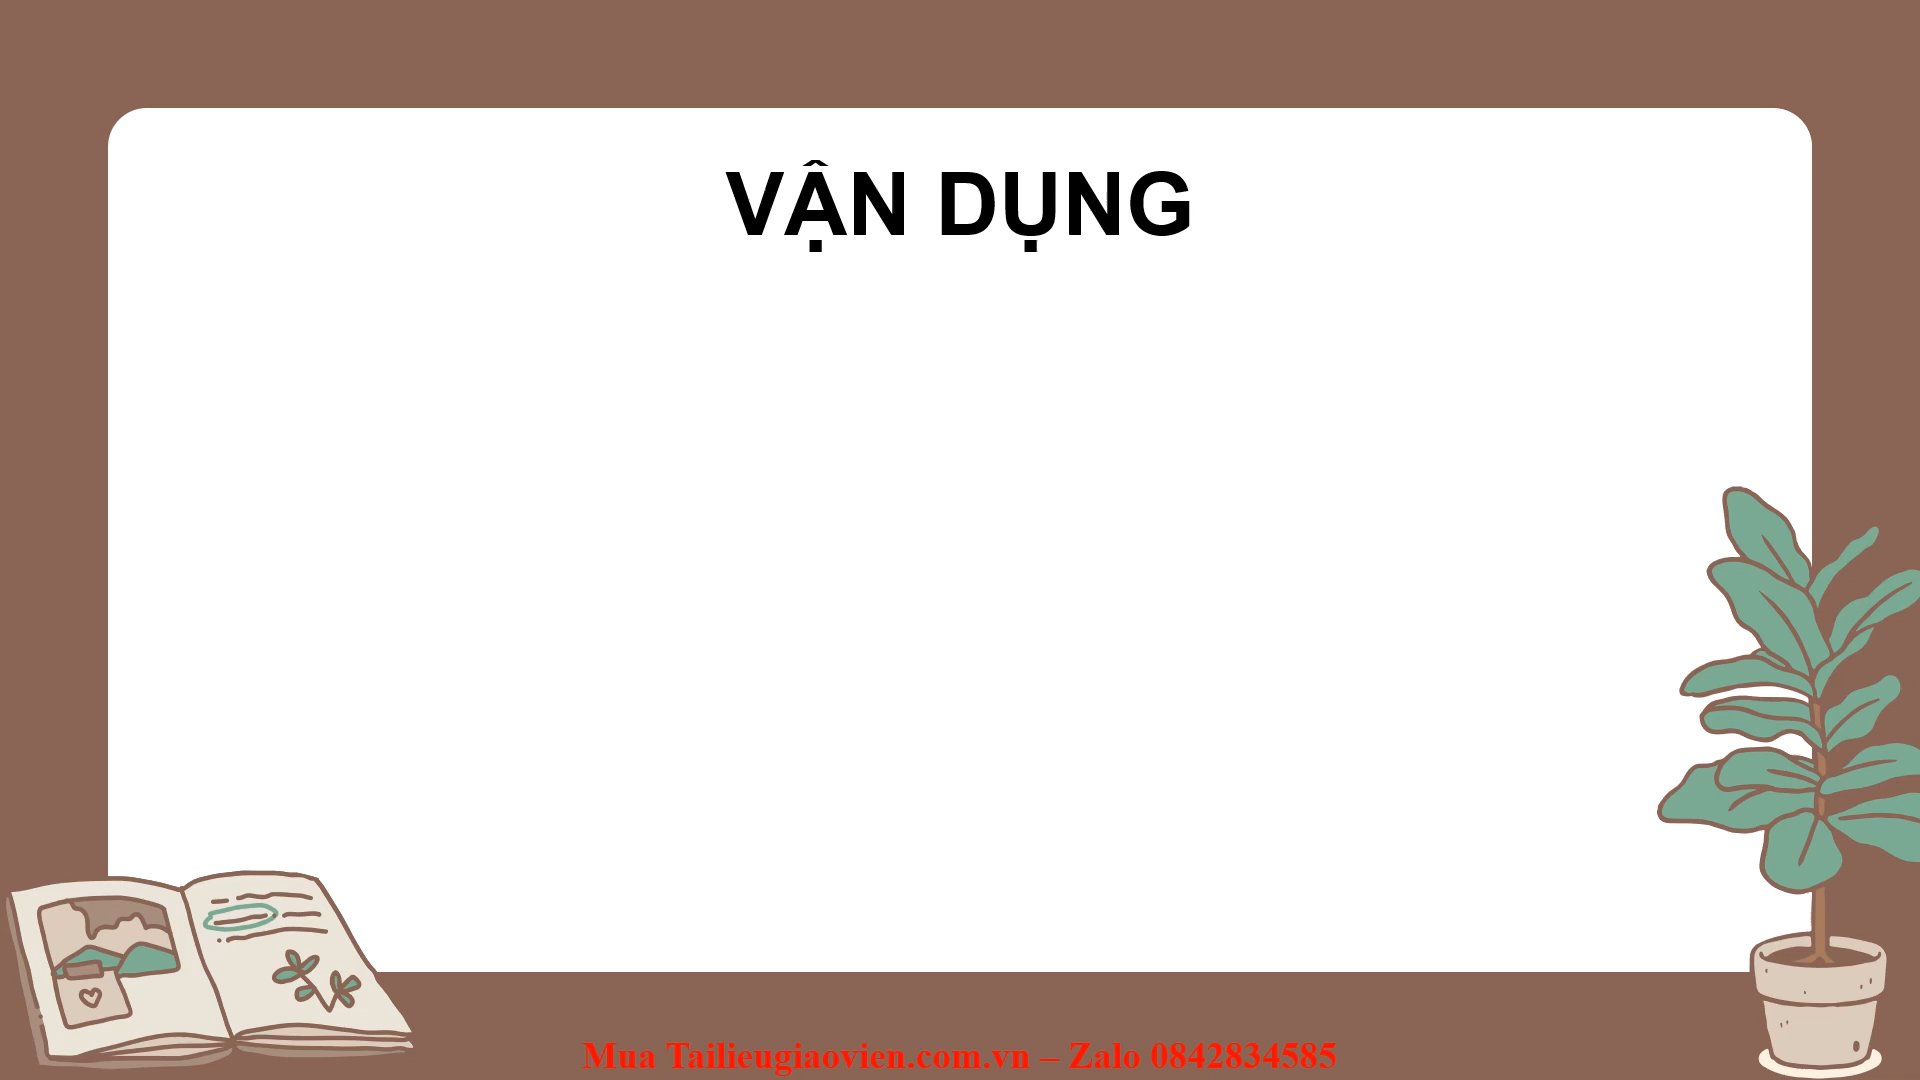 VẬN DỤNG
Mua Tailieugiaovien.com.vn – Zalo 0842834585